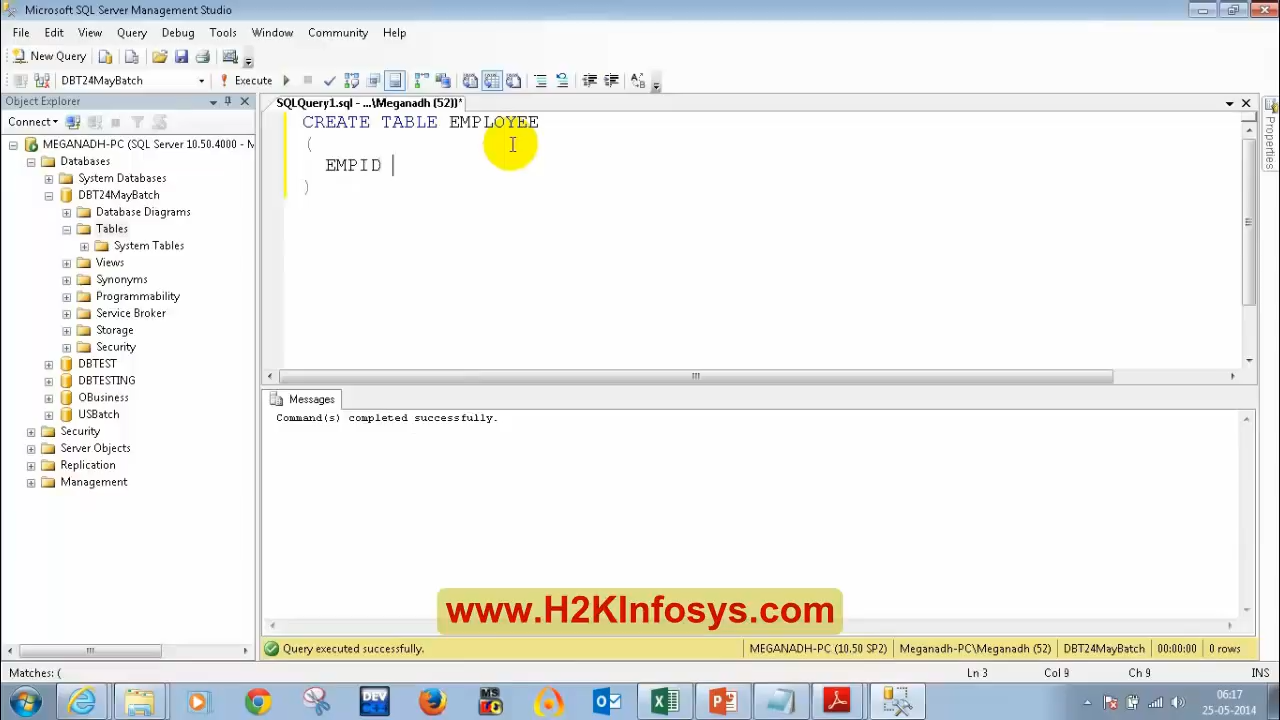 Microsoft SQL Server Management Studio
File Edit View Query Debug Tools Window Community Help
New Query
DBT24MayBatch Execute
Object Explorer
SQLQuery1.sql - ...\Meganadh (52))*
Connect
MEGANADH-PC (SQL Server 10.50.4000 - M
Databases
System Databases
DBT24MayBatch
Database Diagrams
Tables
System Tables
Views
Synonyms
Programmability
Service Broker
Storage
Security
DBTEST
DBTESTING
OBusiness
USBatch
Security
Server Objects
Replication
Management
CREATE TABLE EMPLOYEE
(
EMPID
)
Properties
Messages
Command(s) completed successfully.
www.H2KInfosys.com
Query executed successfully. MEGANADH-PC (10.50 SP2) Meganadh-PC\Meganadh (52) DBT24MayBatch 00:00:00 0 rows
Matches: ( Ln 3 Col 9 Ch 9 INS
DEV
MS
06:17
25-05-2014